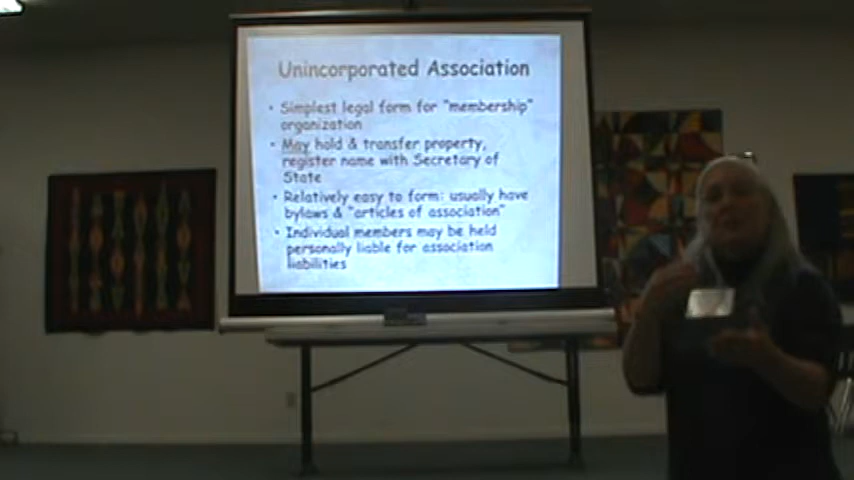 Unincorporated Association
• Simplest legal form for "membership"
organization
• May hold & transfer property,
register name with Secretary of
State
• Relatively easy to form: usually have
bylaws & "articles of association"
• Individual members may be held
personally liable for association
liabilities